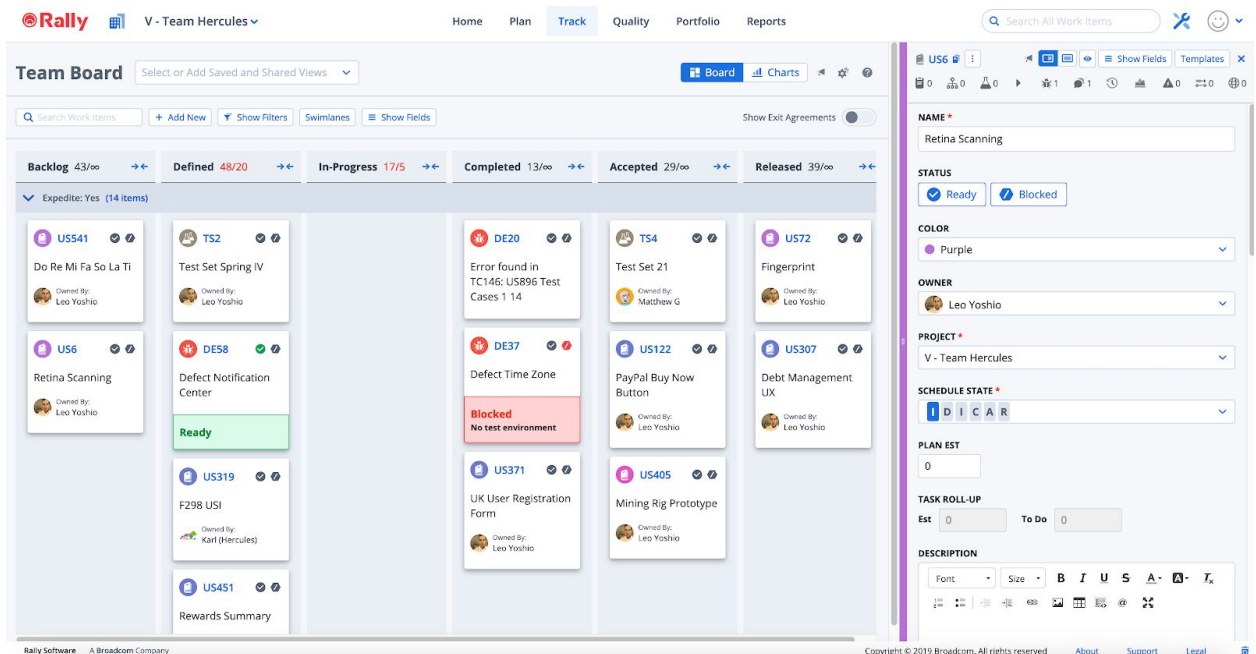 Rally
V - Team Hercules
Home Plan Track Quality Portfolio Reports
Search All Work Items
Team Board
Select or Add Saved and Shared Views
Board Charts
Search Work Items
+ Add New
Show Filters
Swimlanes
Show Fields
Show Exit Agreements
Backlog 43/∞
Defined 48/20
In-Progress 17/5
Completed 13/∞
Accepted 29/∞
Released 39/∞
Expedite: Yes (14 items)
US541
Do Re Mi Fa So La Ti
Owned By:
Leo Yoshio
US6
Retina Scanning
Owned By:
Leo Yoshio
TS2
Test Set Spring IV
Owned By:
Leo Yoshio
DE58
Defect Notification
Center
Ready
US319
F298 USI
Owned By:
Karl (Hercules)
US451
Rewards Summary
DE20
Error found in
TC146: US896 Test
Cases 1 14
DE37
Defect Time Zone
Blocked
No test environment
US371
UK User Registration
Form
Owned By:
Leo Yoshio
TS4
Test Set 21
Owned By:
Matthew G
US122
PayPal Buy Now
Button
Owned By:
Leo Yoshio
US405
Mining Rig Prototype
Owned By:
Leo Yoshio
US72
Fingerprint
Owned By:
Leo Yoshio
US307
Debt Management
UX
Owned By:
Leo Yoshio
US6
Show Fields
Templates
0 0 0 1 1 0 0 0
NAME *
Retina Scanning
STATUS
Ready Blocked
COLOR
Purple
OWNER
Leo Yoshio
PROJECT *
V - Team Hercules
SCHEDULE STATE *
I D I C A R
PLAN EST
0
TASK ROLL-UP
Est 0 To Do 0
DESCRIPTION
Font Size B I U S A A Tx
@
Rally Software A Broadcom Company
Copyright © 2019 Broadcom. All rights reserved About Support Legal